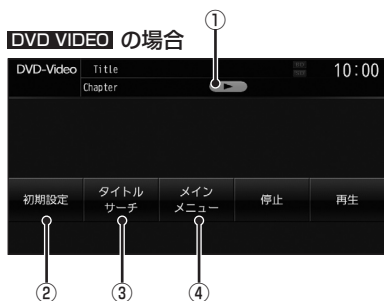 ①
DVD VIDEO の場合
DVD-Video Title 10:00
Chapter
初期設定 タイトルサーチ メインメニュー 停止 再生
② ③ ④